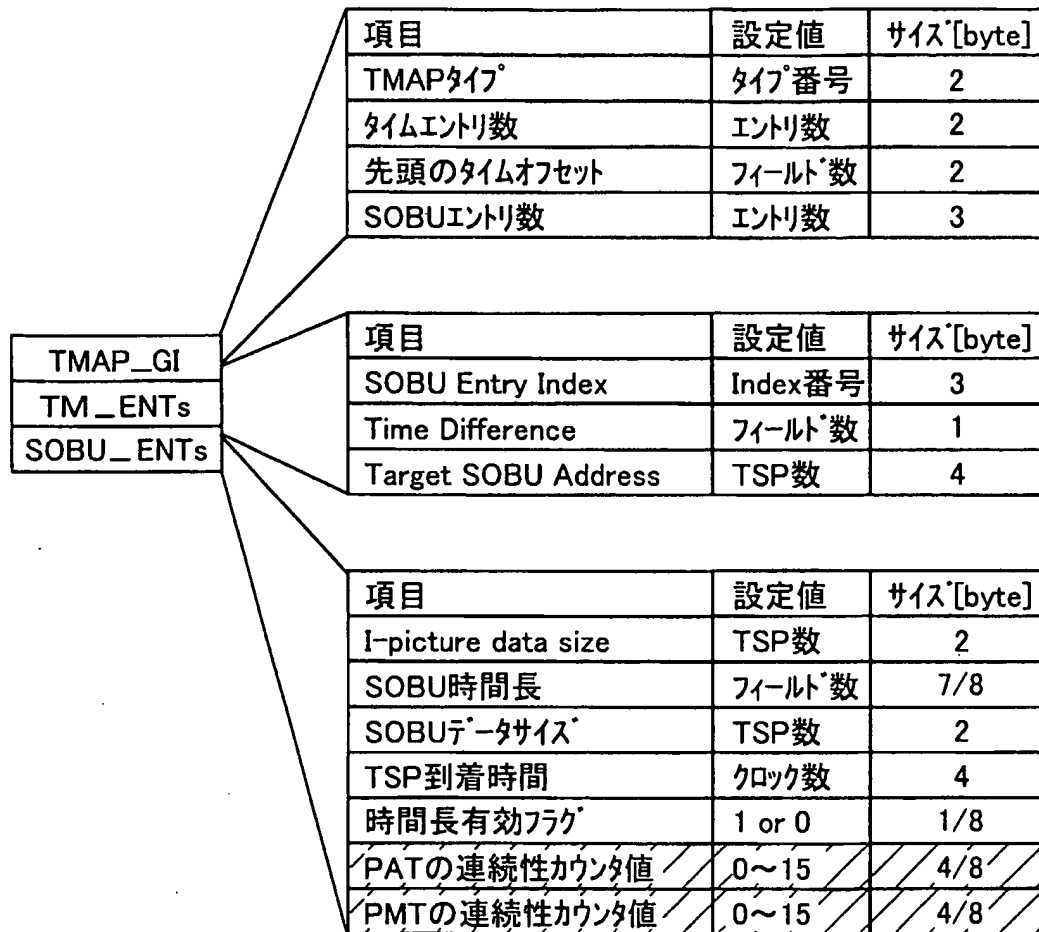 項目 設定値 サイズ[byte]
TMAPタイプ タイプ番号 2
タイムエントリ数 エントリ数 2
先頭のタイムオフセット フィールド数 2
SOBUエントリ数 エントリ数 3
TMAP_GI
TM_ENTs
SOBU_ENTs
項目 設定値 サイズ[byte]
SOBU Entry Index Index番号 3
Time Difference フィールド数 1
Target SOBU Address TSP数 4
項目 設定値 サイズ[byte]
I-picture data size TSP数 2
SOBU時間長 フィールド数 7/8
SOBUデータサイズ TSP数 2
TSP到着時間 クロック数 4
時間長有効フラグ 1 or 0 1/8
PATの連続性カウンタ値 0~15 4/8
PMTの連続性カウンタ値 0~15 4/8